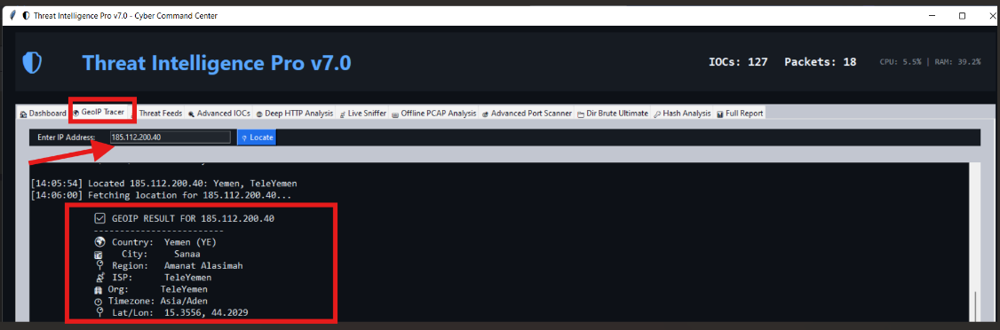 Threat Intelligence Pro v7.0 - Cyber Command Center
Threat Intelligence Pro v7.0
IOCs: 127 Packets: 18 CPU: 5.5% | RAM: 39.2%
Dashboard GeoIP Tracer Threat Feeds Advanced IOCs Deep HTTP Analysis Live Sniffer Offline PCAP Analysis Advanced Port Scanner Dir Brute Ultimate Hash Analysis Full Report
Enter IP Address: 185.112.200.40 Locate
[14:05:54] Located 185.112.200.40: Yemen, TeleYemen
[14:06:00] Fetching location for 185.112.200.40...
GEOIP RESULT FOR 185.112.200.40
-------------------------
Country: Yemen (YE)
City: Sanaa
Region: Amanat Alasimah
ISP: TeleYemen
Org: TeleYemen
Timezone: Asia/Aden
Lat/Lon: 15.3556, 44.2029